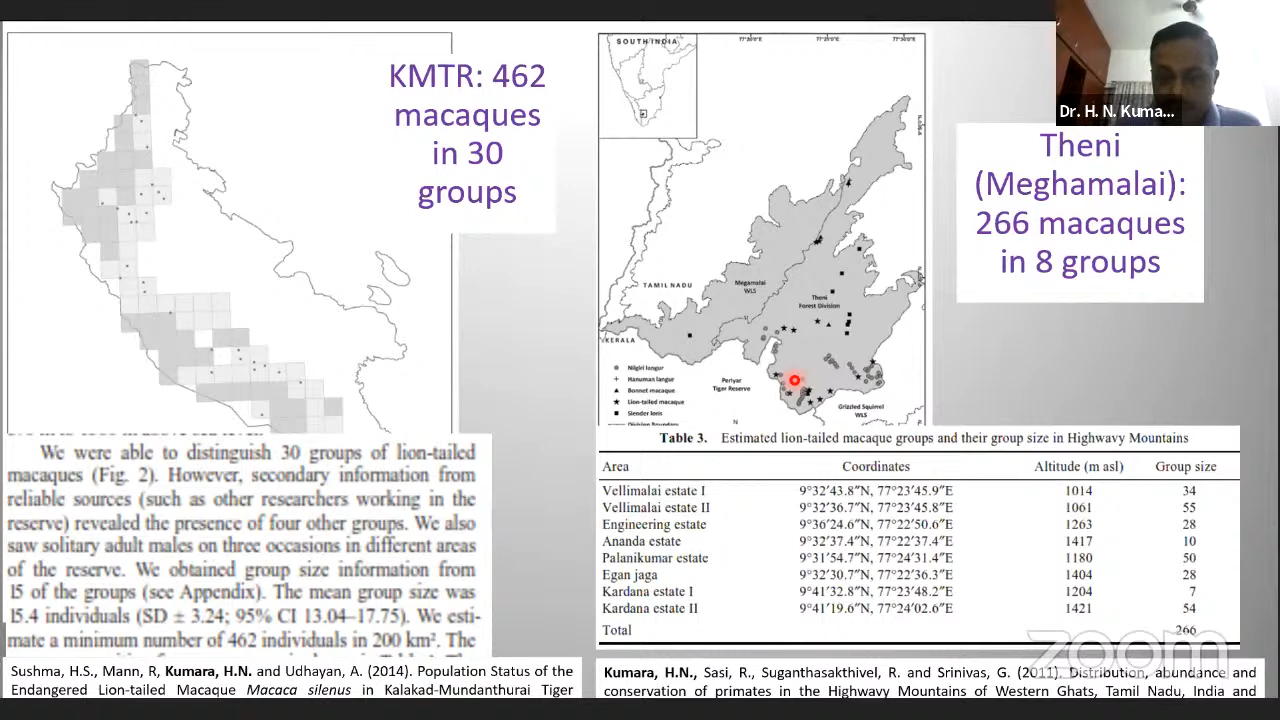 KMTR: 462
macaques
in 30
groups
We were able to distinguish 30 groups of lion-tailed
macaques (Fig. 2). However, secondary information from
reliable sources (such as other researchers working in the
reserve) revealed the presence of four other groups. We also
saw solitary adult males on three occasions in different areas
of the reserve. We obtained group size information from
15 of the groups (see Appendix). The mean group size was
15.4 individuals (SD ± 3.24; 95% CI 13.04–17.75). We esti-
mate a minimum number of 462 individuals in 200 km². The
Sushma, H.S., Mann, R, Kumara, H.N. and Udhayan, A. (2014). Population Status of the
Endangered Lion-tailed Macaque Macaca silenus in Kalakad-Mundanthurai Tiger
SOUTH INDIA
77°20'0"E 77°25'0"E 77°30'0"E
TAMIL NADU
Megamalai
WLS
Theni
Forest Division
KERALA
Nilgiri langur
Hanuman langur
Bonnet macaque
Lion-tailed macaque
Slender loris
Division Boundary
Periyar
Tiger Reserve
Grizzled Squirrel
WLS
N
Dr. H. N. Kuma...
Theni
(Meghamalai):
266 macaques
in 8 groups
Table 3. Estimated lion-tailed macaque groups and their group size in Highwavy Mountains
Area Coordinates Altitude (m asl) Group size
Vellimalai estate I 9°32′43.8″N, 77°23′45.9″E 1014 34
Vellimalai estate II 9°32′36.7″N, 77°23′45.8″E 1061 55
Engineering estate 9°36′24.6″N, 77°22′50.6″E 1263 28
Ananda estate 9°32′37.4″N, 77°22′37.4″E 1417 10
Palanikumar estate 9°31′54.7″N, 77°24′31.4″E 1180 50
Egan jaga 9°32′30.7″N, 77°22′36.3″E 1404 28
Kardana estate I 9°41′32.8″N, 77°23′48.2″E 1204 7
Kardana estate II 9°41′19.6″N, 77°24′02.6″E 1421 54
Total 266
zoom
Kumara, H.N., Sasi, R., Suganthasakthivel, R. and Srinivas, G. (2011). Distribution, abundance and
conservation of primates in the Highwavy Mountains of Western Ghats, Tamil Nadu, India and